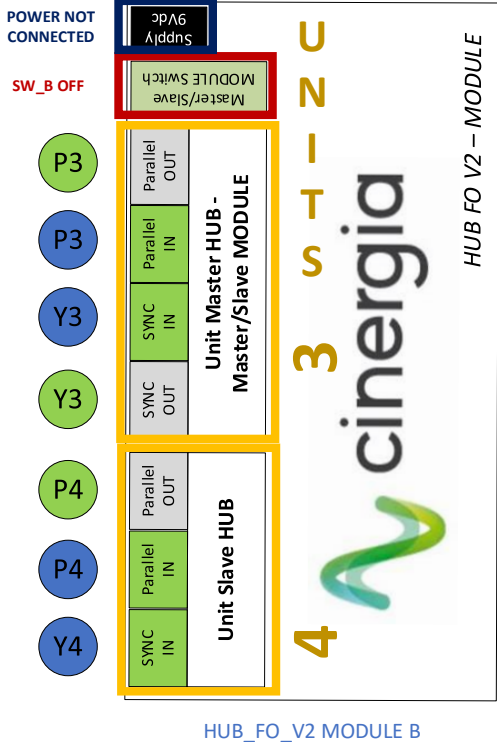 POWER NOT
CONNECTED
Supply
9Vdc
SW_B OFF
Master/Slave
MODULE Switch
P3
Parallel
OUT
P3
Parallel
IN
Y3
SYNC
IN
Y3
SYNC
OUT
Unit Master HUB -
Master/Slave MODULE
P4
Parallel
OUT
P4
Parallel
IN
Y4
SYNC
IN
Unit Slave HUB
UNITS 3
4
cinergia
HUB FO V2 – MODULE
HUB_FO_V2 MODULE B